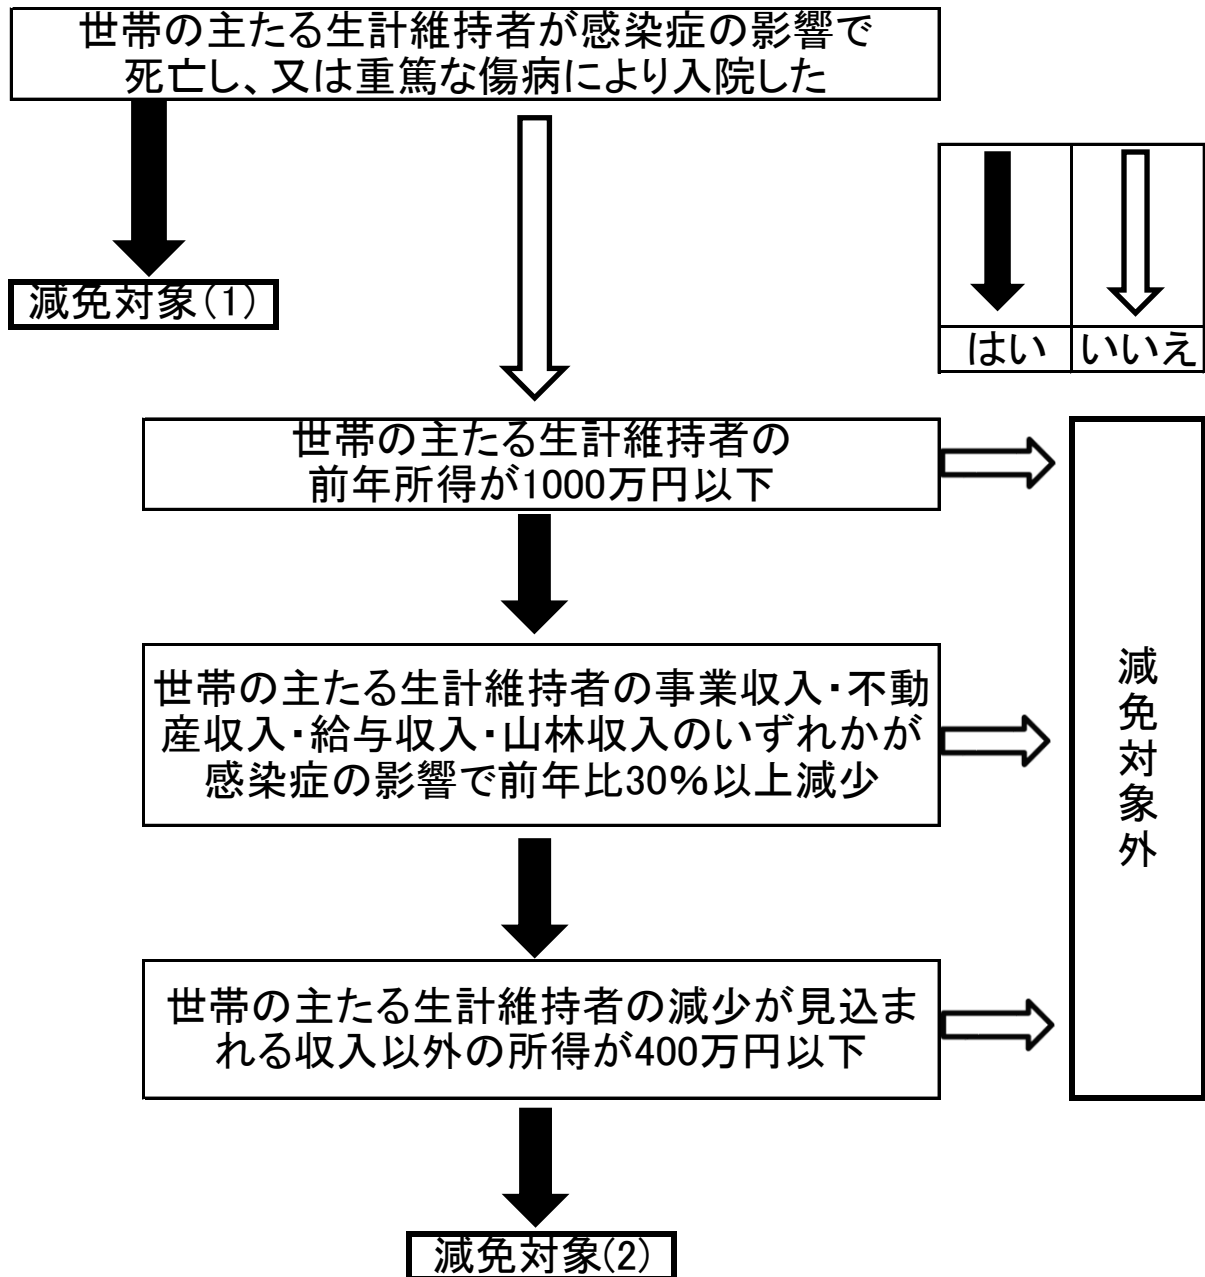 世帯の主たる生計維持者が感染症の影響で
死亡し、又は重篤な傷病により入院した
減免対象(1)
はい
いいえ
世帯の主たる生計維持者の
前年所得が1000万円以下
世帯の主たる生計維持者の事業収入・不動
産収入・給与収入・山林収入のいずれかが
感染症の影響で前年比30%以上減少
世帯の主たる生計維持者の減少が見込ま
れる収入以外の所得が400万円以下
減免対象外
減免対象(2)